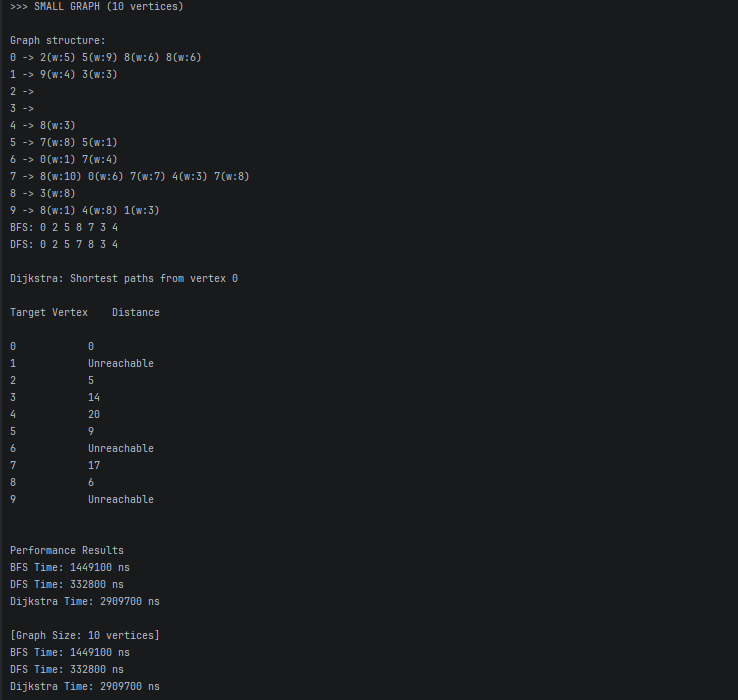 >>> SMALL GRAPH (10 vertices)
Graph structure:
0 -> 2(w:5) 5(w:9) 8(w:6) 8(w:6)
1 -> 9(w:4) 3(w:3)
2 ->
3 ->
4 -> 8(w:3)
5 -> 7(w:8) 5(w:1)
6 -> 0(w:1) 7(w:4)
7 -> 8(w:10) 0(w:6) 7(w:7) 4(w:3) 7(w:8)
8 -> 3(w:8)
9 -> 8(w:1) 4(w:8) 1(w:3)
BFS: 0 2 5 8 7 3 4
DFS: 0 2 5 7 8 3 4
Dijkstra: Shortest paths from vertex 0
Target Vertex    Distance
0            0
1            Unreachable
2            5
3            14
4            20
5            9
6            Unreachable
7            17
8            6
9            Unreachable
Performance Results
BFS Time: 1449100 ns
DFS Time: 332800 ns
Dijkstra Time: 2909700 ns
[Graph Size: 10 vertices]
BFS Time: 1449100 ns
DFS Time: 332800 ns
Dijkstra Time: 2909700 ns